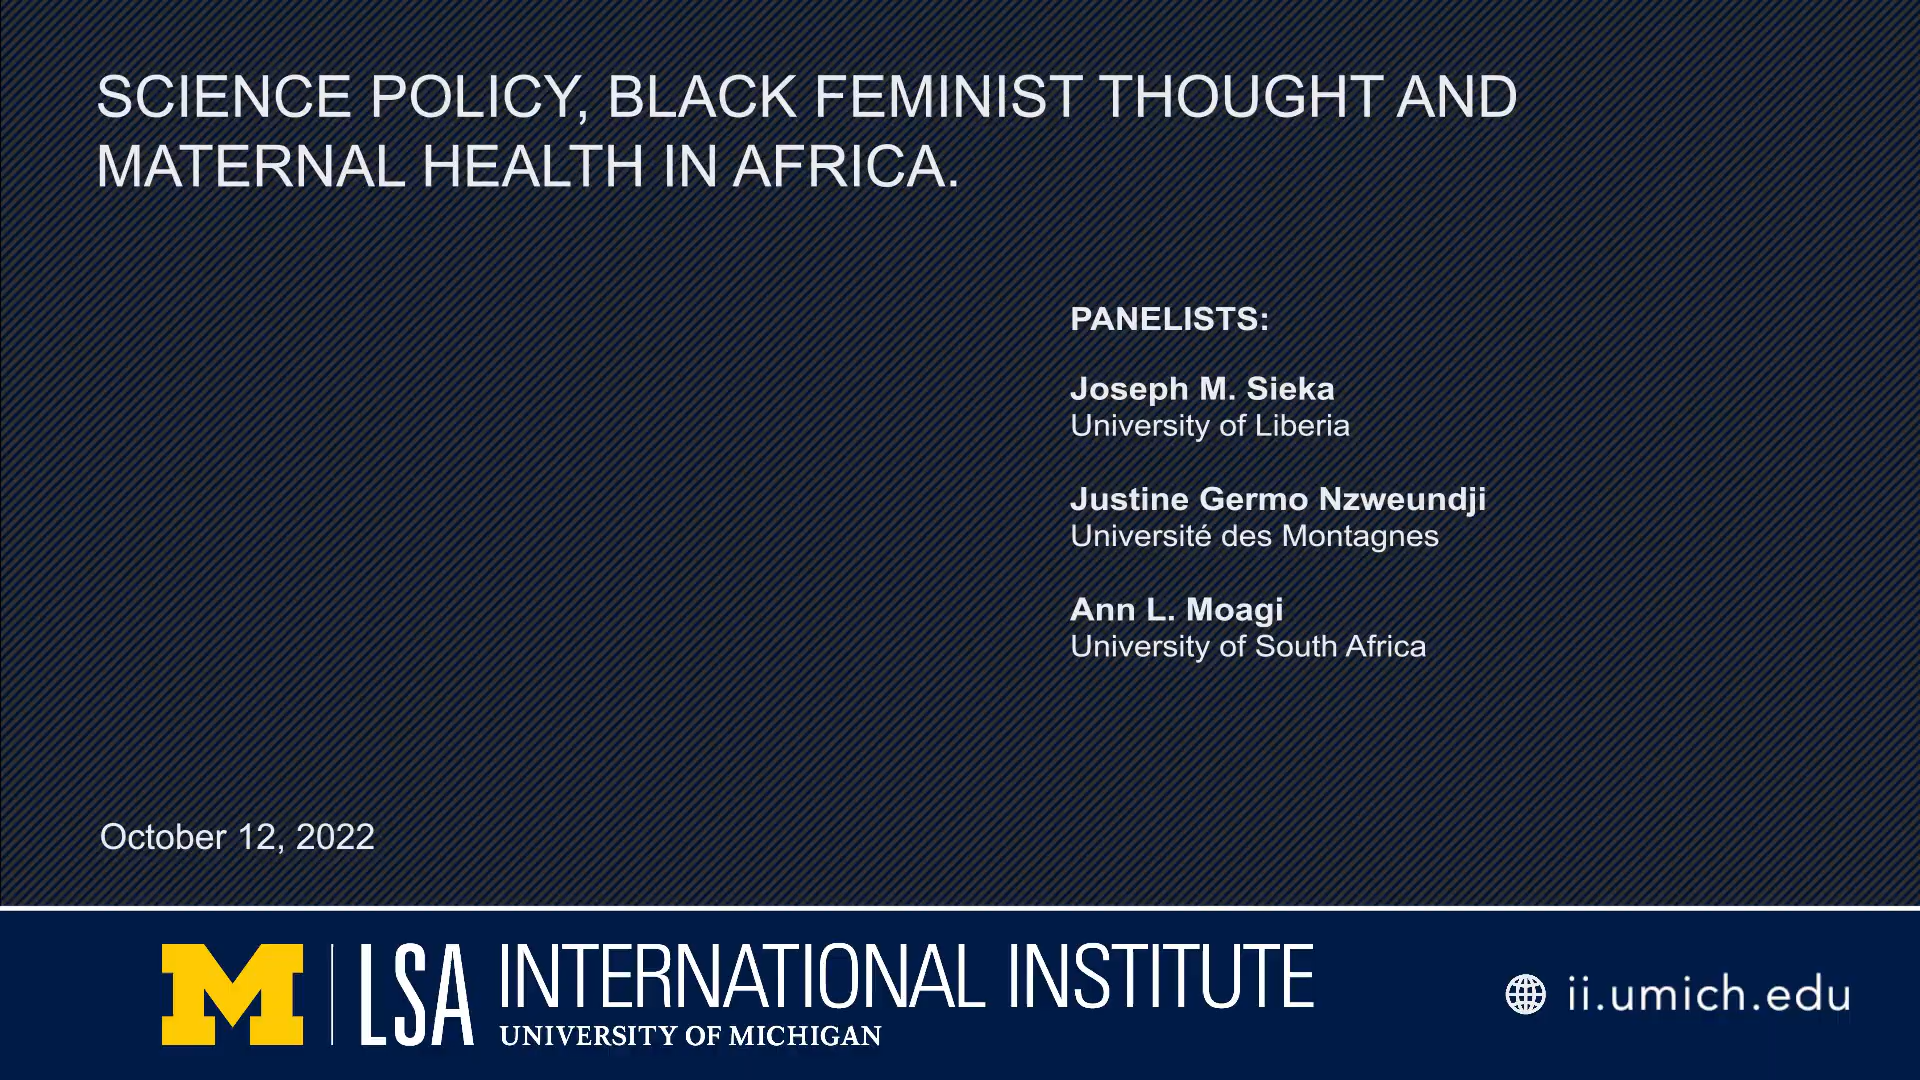 SCIENCE POLICY, BLACK FEMINIST THOUGHT AND
MATERNAL HEALTH IN AFRICA.
PANELISTS:
Joseph M. Sieka
University of Liberia
Justine Germo Nzweundji
Université des Montagnes
Ann L. Moagi
University of South Africa
October 12, 2022
M LSA INTERNATIONAL INSTITUTE
UNIVERSITY OF MICHIGAN
ii.umich.edu